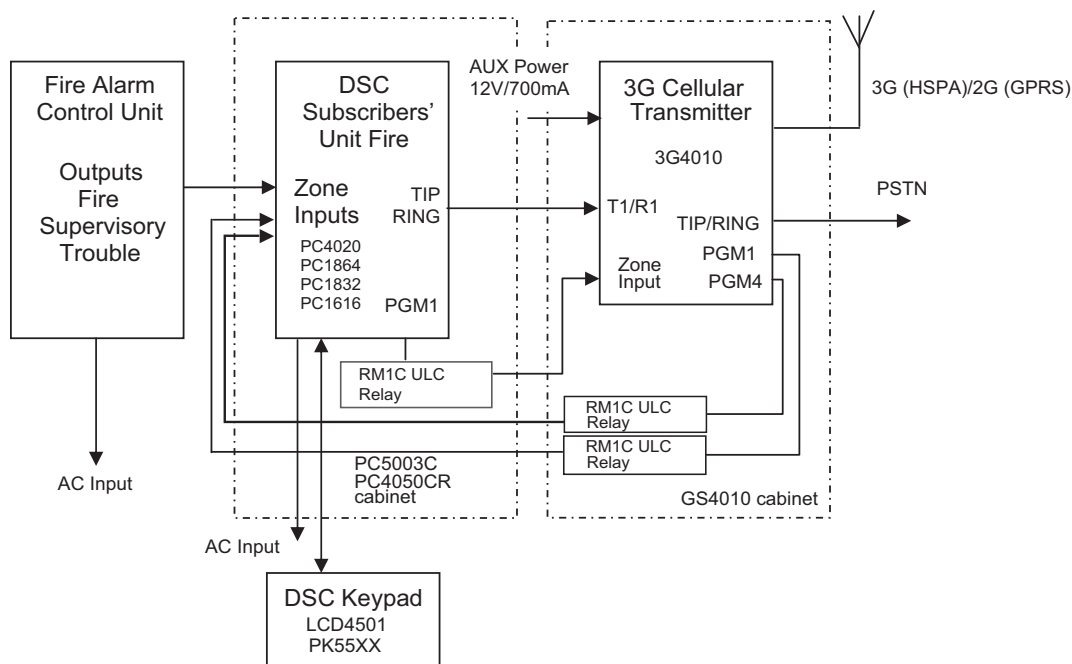 Fire Alarm
Control Unit
Outputs
Fire
Supervisory
Trouble
AC Input
DSC
Subscribers'
Unit Fire
Zone
Inputs
PC4020
PC1864
PC1832
PC1616
TIP
RING
PGM1
RM1C ULC
Relay
PC5003C
PC4050CR
cabinet
AC Input
DSC Keypad
LCD4501
PK55XX
AUX Power
12V/700mA
3G Cellular
Transmitter
3G4010
T1/R1
TIP/RING
PGM1
PGM4
Zone
Input
RM1C ULC
Relay
RM1C ULC
Relay
GS4010 cabinet
3G (HSPA)/2G (GPRS)
PSTN